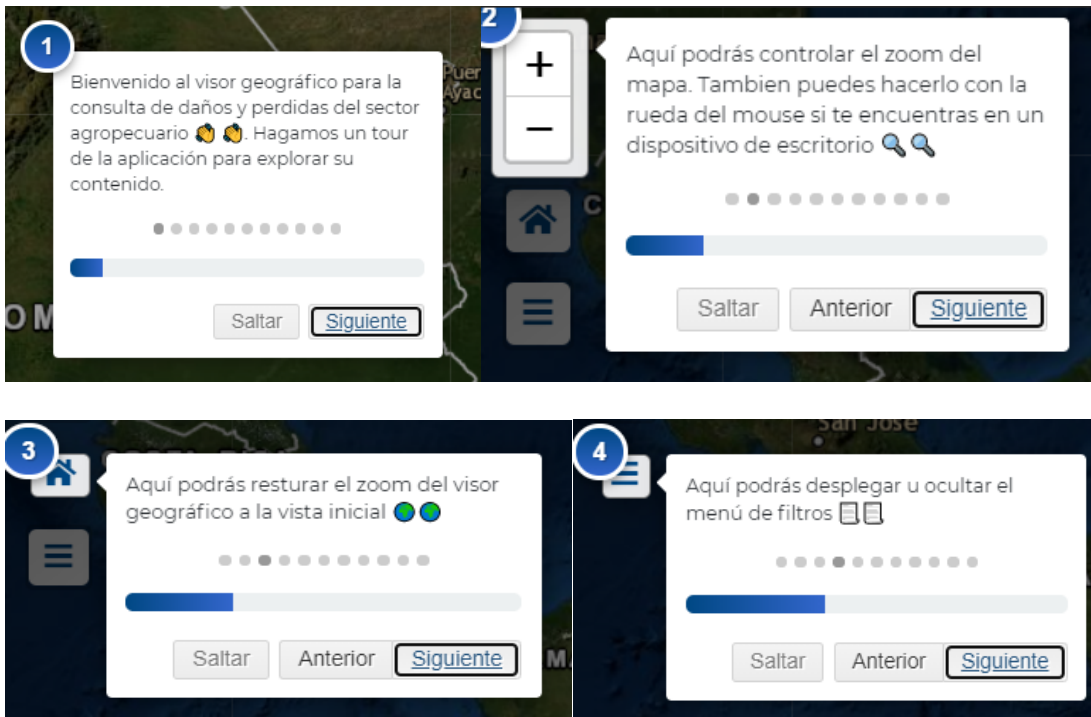 1
Puer
Ayac
Bienvenido al visor geográfico para la
consulta de daños y perdidas del sector
agropecuario 👏 👏. Hagamos un tour
de la aplicación para explorar su
contenido.
OM
Saltar
Siguiente
2
+
−
C
Aquí podrás controlar el zoom del
mapa. Tambien puedes hacerlo con la
rueda del mouse si te encuentras en un
dispositivo de escritorio 🔍🔍
Saltar
Anterior
Siguiente
3
Aquí podrás resturar el zoom del visor
geográfico a la vista inicial 🌎🌎
Saltar
Anterior
Siguiente
M
San José
4
Aquí podrás desplegar u ocultar el
menú de filtros 📃📃
Saltar
Anterior
Siguiente